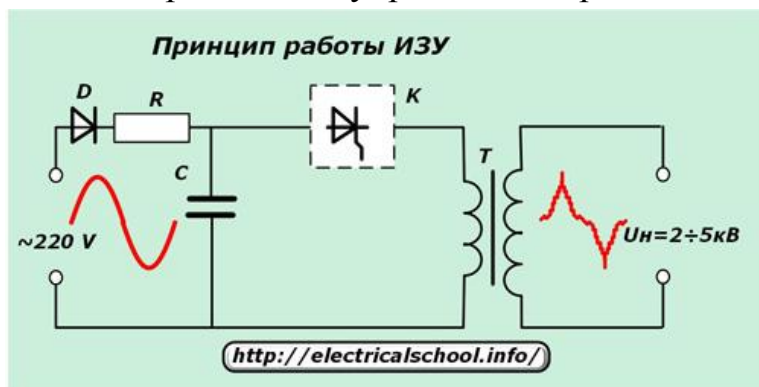 Принцип работы ИЗУ
D
R
K
C
T
~220 V
Uн=2÷5кВ
http://electricalschool.info/